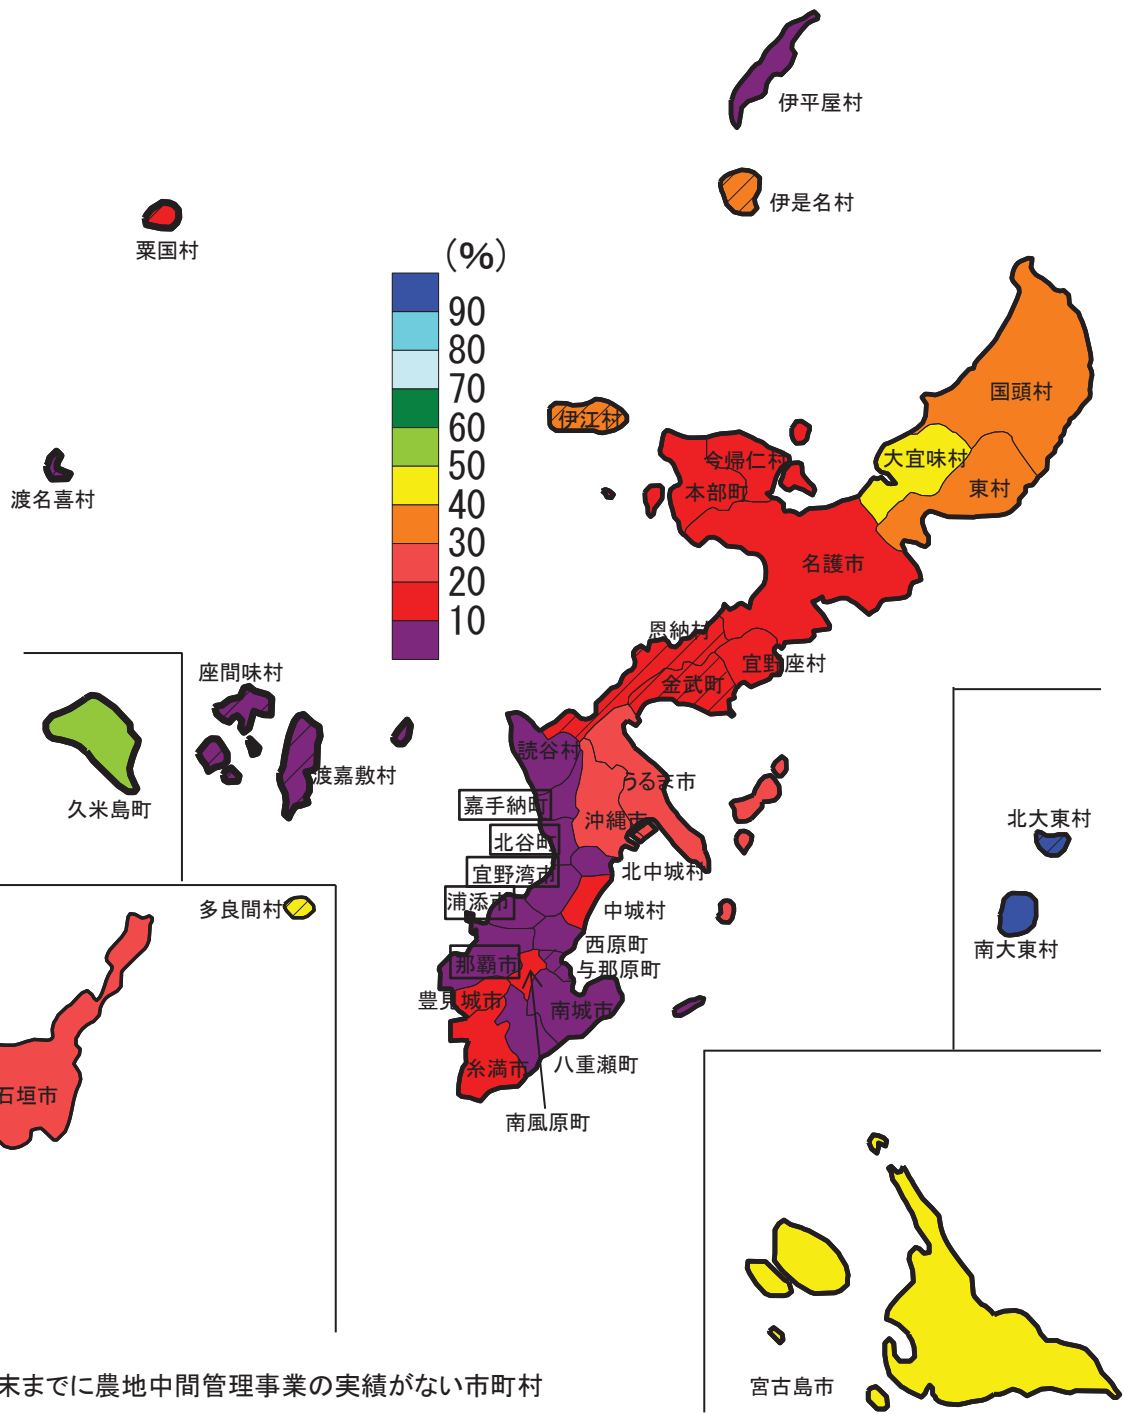 伊平屋村
伊是名村
粟国村
(%)
90
80
70
60
50
40
30
20
10
国頭村
伊江村
今帰仁村
大宜味村
本部町
東村
渡名喜村
名護市
恩納村
宜野座村
座間味村
金武町
読谷村
渡嘉敷村
うるま市
久米島町
嘉手納町
沖縄市
北大東村
北谷町
宜野湾市
北中城村
浦添市
多良間村
中城村
西原町
南大東村
那覇市
与那原町
豊見城市
南城市
糸満市
八重瀬町
石垣市
南風原町
宮古島市
末までに農地中間管理事業の実績がない市町村